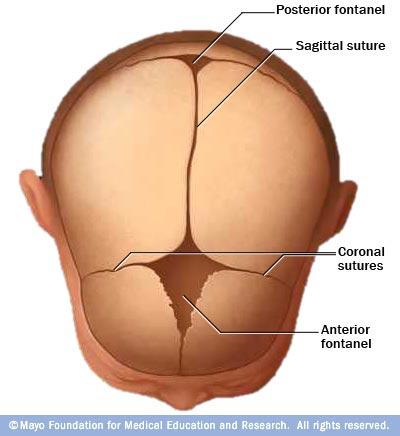 Posterior fontanel
Sagittal suture
Coronal
sutures
Anterior
fontanel
© Mayo Foundation for Medical Education and Research. All rights reserved.